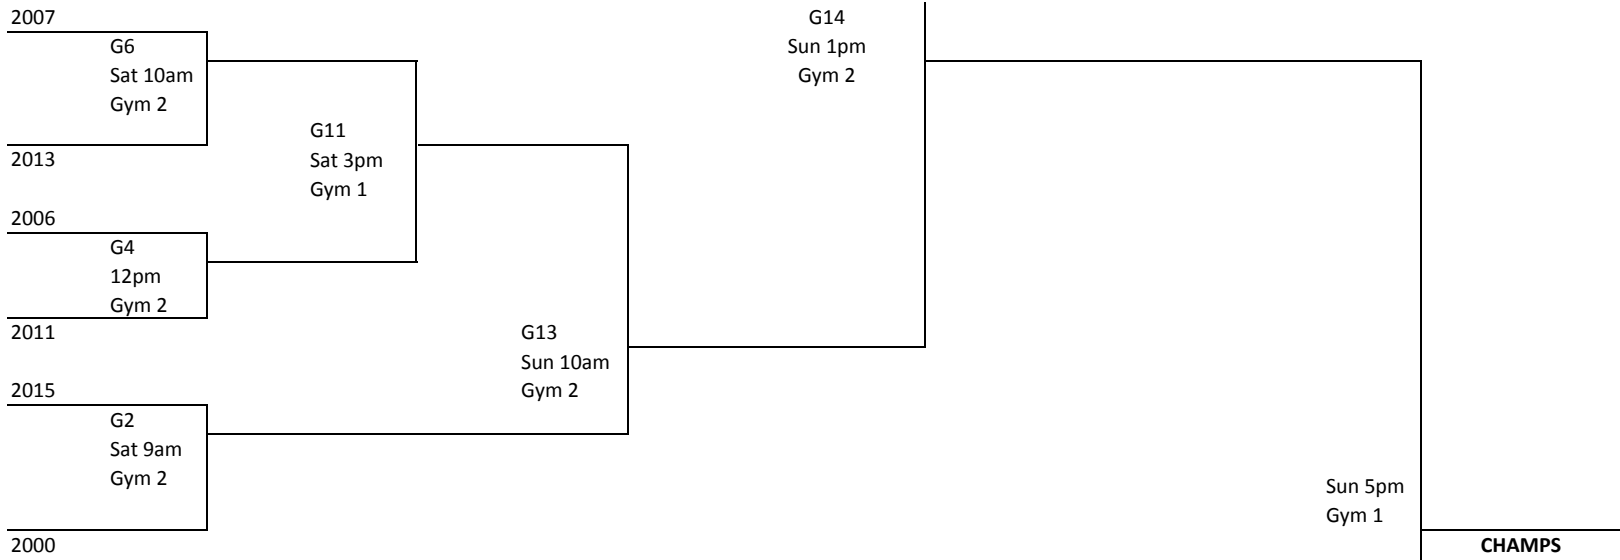 2007
G6
Sat 10am
Gym 2
2013
G11
Sat 3pm
Gym 1
2006
G4
12pm
Gym 2
2011
G13
Sun 10am
Gym 2
2015
G2
Sat 9am
Gym 2
2000
G14
Sun 1pm
Gym 2
Sun 5pm
Gym 1
CHAMPS